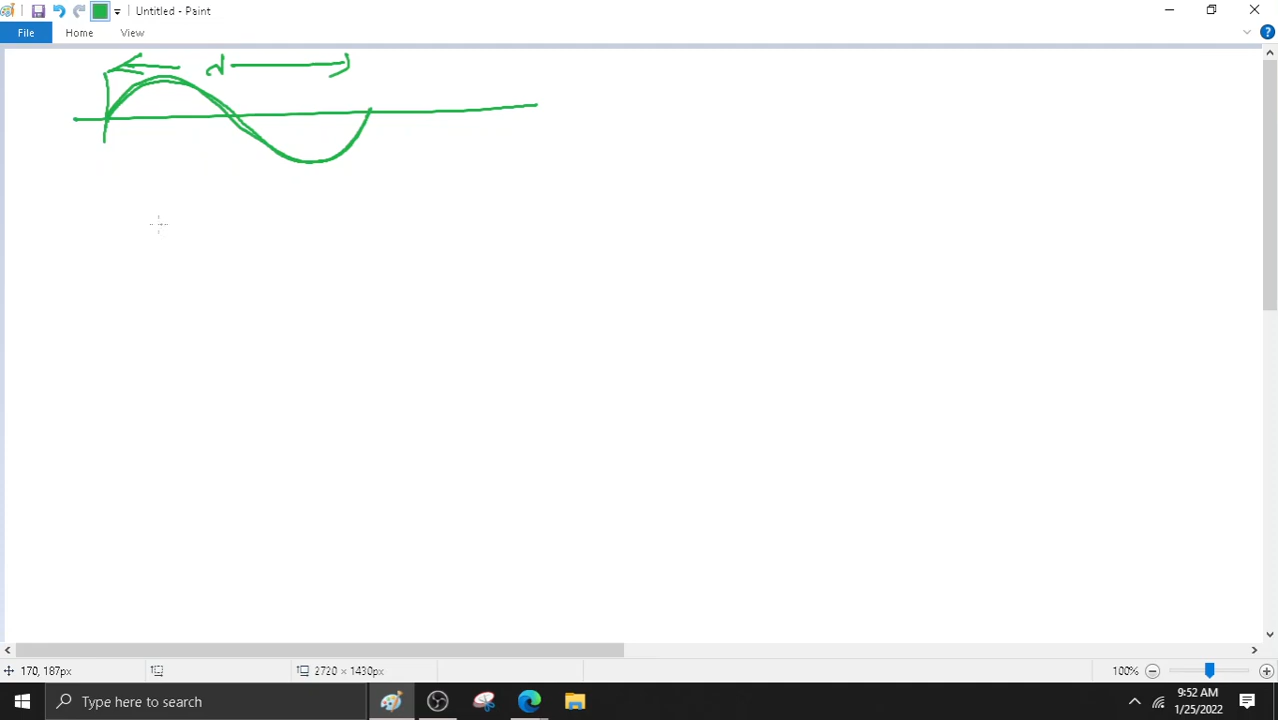 Untitled - Paint
File Home View
170, 187px 2720 × 1430px 100%
Type here to search 9:52 AM
1/25/2022